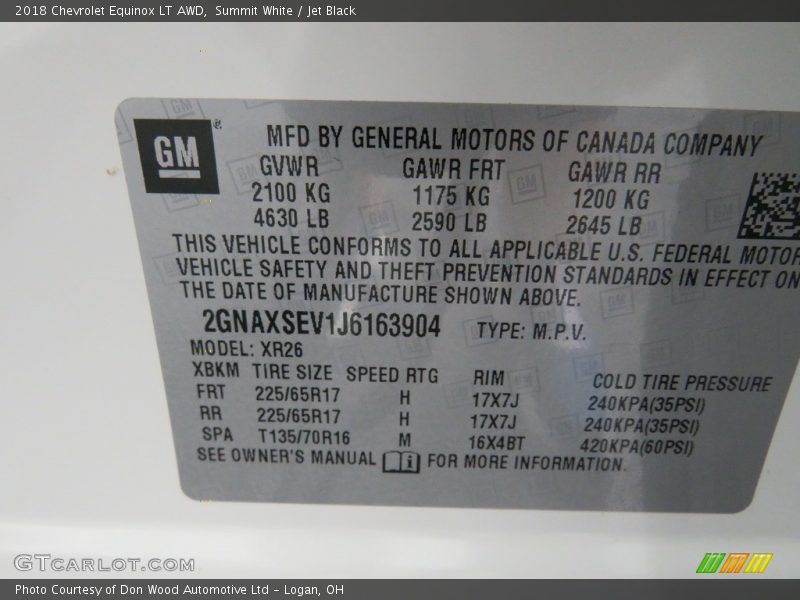 2018 Chevrolet Equinox LT AWD, Summit White / Jet Black
GM ®
MFD BY GENERAL MOTORS OF CANADA COMPANY
GVWR GAWR FRT GAWR RR
2100 KG 1175 KG 1200 KG
4630 LB 2590 LB 2645 LB
THIS VEHICLE CONFORMS TO ALL APPLICABLE U.S. FEDERAL MOTOR
VEHICLE SAFETY AND THEFT PREVENTION STANDARDS IN EFFECT ON
THE DATE OF MANUFACTURE SHOWN ABOVE.
2GNAXSEV1J6163904 TYPE: M.P.V.
MODEL: XR26
XBKM TIRE SIZE SPEED RTG RIM COLD TIRE PRESSURE
FRT 225/65R17 H 17X7J 240KPA(35PSI)
RR 225/65R17 H 17X7J 240KPA(35PSI)
SPA T135/70R16 M 16X4BT 420KPA(60PSI)
SEE OWNER'S MANUAL i FOR MORE INFORMATION.
GTCARLOT.COM
Photo Courtesy of Don Wood Automotive Ltd - Logan, OH